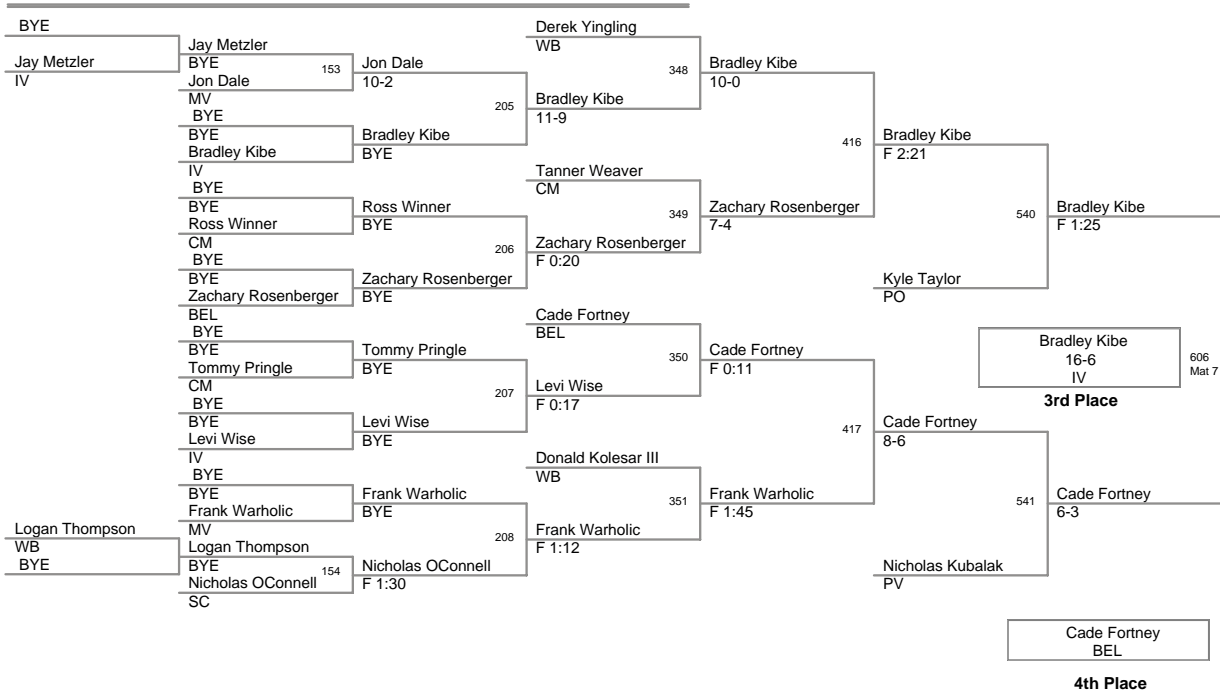 BYE
Jay Metzler
IV
Logan Thompson
WB
BYE
Jay Metzler
BYE
153
Jon Dale
MV
BYE
BYE
Bradley Kibe
IV
BYE
BYE
Ross Winner
CM
BYE
BYE
Zachary Rosenberger
BEL
BYE
BYE
Tommy Pringle
CM
BYE
BYE
Levi Wise
IV
BYE
BYE
Frank Warholic
MV
Logan Thompson
BYE
154
Nicholas OConnell
SC
Jon Dale
10-2
205
Bradley Kibe
BYE
Ross Winner
BYE
206
Zachary Rosenberger
BYE
Tommy Pringle
BYE
207
Levi Wise
BYE
Frank Warholic
BYE
208
Nicholas OConnell
F 1:30
Derek Yingling
WB
348
Bradley Kibe
11-9
Tanner Weaver
CM
349
Zachary Rosenberger
F 0:20
Cade Fortney
BEL
350
Levi Wise
F 0:17
Donald Kolesar III
WB
351
Frank Warholic
F 1:12
Bradley Kibe
10-0
416
Zachary Rosenberger
7-4
Cade Fortney
F 0:11
417
Frank Warholic
F 1:45
Bradley Kibe
F 2:21
540
Kyle Taylor
PO
Cade Fortney
8-6
541
Nicholas Kubalak
PV
Bradley Kibe
F 1:25
Cade Fortney
6-3
Bradley Kibe
16-6
IV
606
Mat 7
3rd Place
Cade Fortney
BEL
4th Place